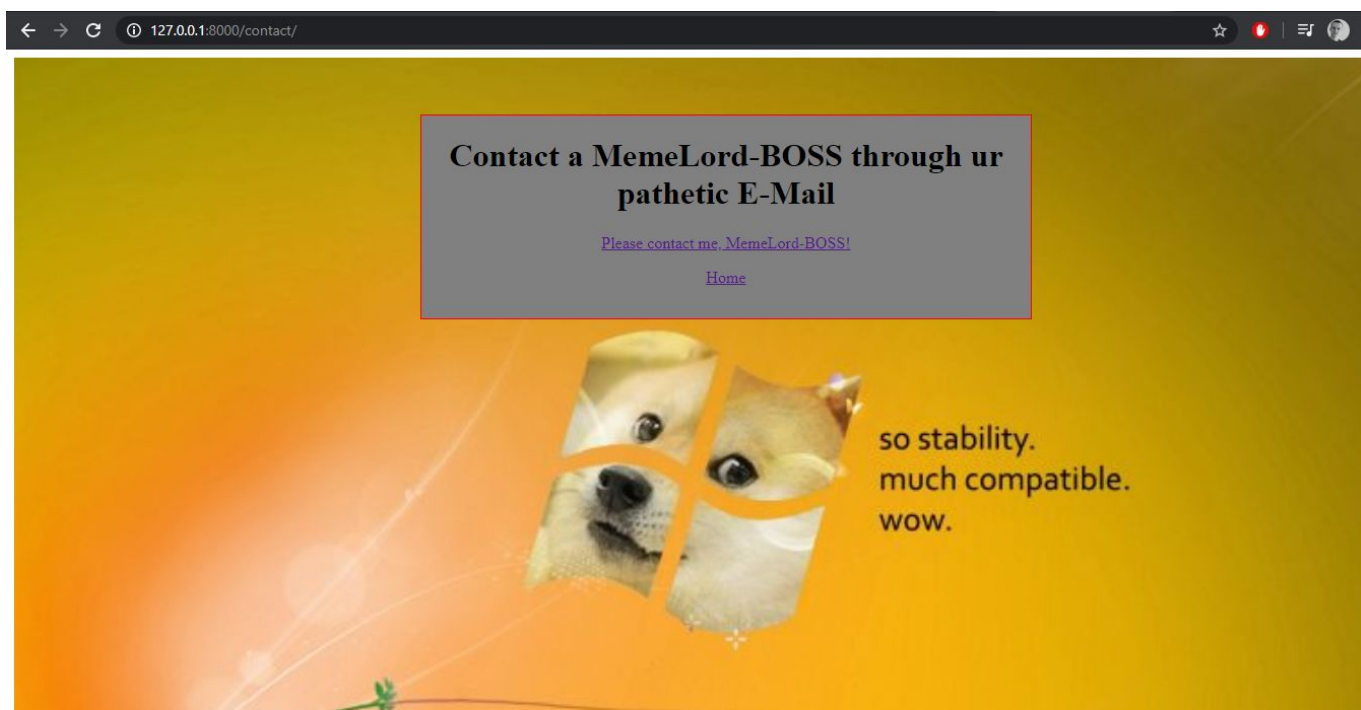 127.0.0.1:8000/contact/
Contact a MemeLord-BOSS through ur
pathetic E-Mail
Please contact me, MemeLord-BOSS!
Home
so stability.
much compatible.
wow.